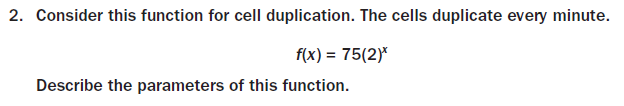 2. Consider this function for cell duplication. The cells duplicate every minute.
f(x) = 75(2)ˣ
Describe the parameters of this function.